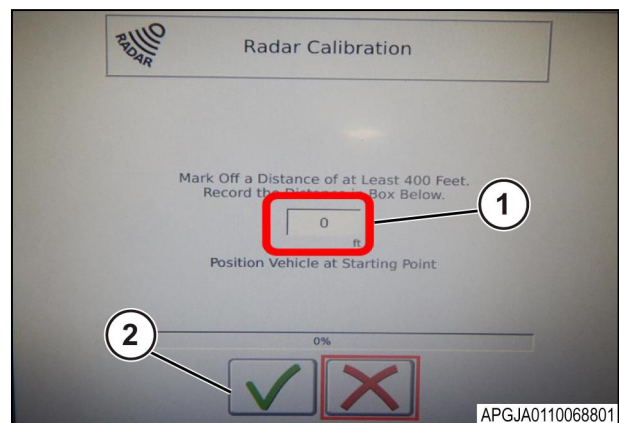 RADAR
Radar Calibration
Mark Off a Distance of at Least 400 Feet.
Record the Distance in Box Below.
1
0
ft
Position Vehicle at Starting Point
2
0%
APGJA0110068801